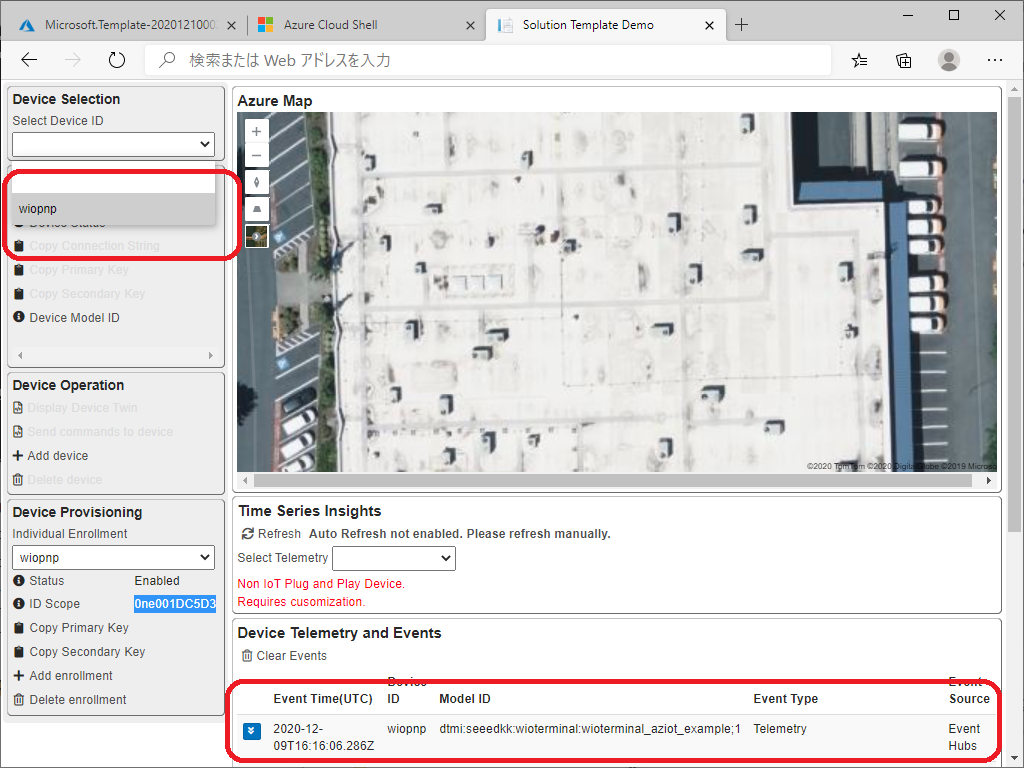 Microsoft.Template-2020121000
Azure Cloud Shell
Solution Template Demo
検索または Web アドレスを入力
Device Selection
Select Device ID
wiopnp
Device Status
Copy Connection String
Copy Primary Key
Copy Secondary Key
Device Model ID
Device Operation
Display Device Twin
Send commands to device
Add device
Delete device
Device Provisioning
Individual Enrollment
wiopnp
Status Enabled
ID Scope 0ne001DC5D3
Copy Primary Key
Copy Secondary Key
Add enrollment
Delete enrollment
Azure Map
©2020 TomTom ©2020 DigitalGlobe ©2019 Microso
Time Series Insights
Refresh Auto Refresh not enabled. Please refresh manually.
Select Telemetry
Non IoT Plug and Play Device.
Requires cusomization.
Device Telemetry and Events
Clear Events
Event Time(UTC)
Device
ID
Model ID
Event Type
Event
Source
2020-12-
09T16:16:06.286Z
wiopnp
dtmi:seeedkk:wioterminal:wioterminal_aziot_example;1
Telemetry
Event
Hubs